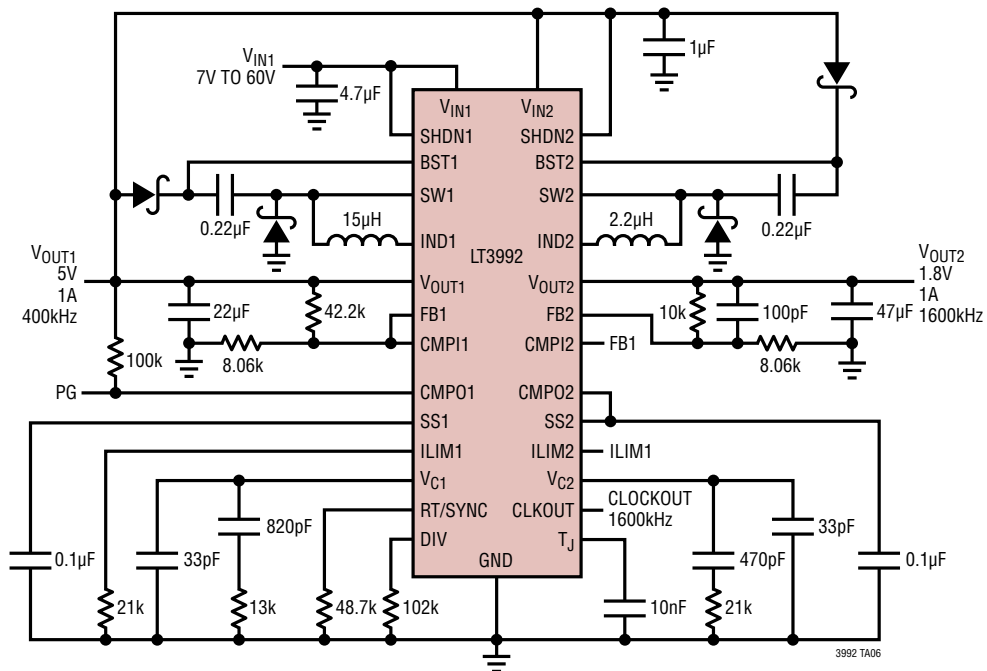 1µF
VIN1
7V TO 60V
4.7µF
VIN1
VIN2
SHDN1
SHDN2
BST1
BST2
SW1
SW2
0.22µF
15µH
2.2µH
0.22µF
IND1
IND2
LT3992
VOUT1
5V
1A
400kHz
VOUT1
VOUT2
VOUT2
1.8V
1A
1600kHz
22µF
42.2k
10k
100pF
47µF
FB1
FB2
8.06k
CMPI1
CMPI2
FB1
8.06k
100k
PG
CMPO1
CMPO2
SS1
SS2
ILIM1
ILIM2
ILIM1
VC1
VC2
RT/SYNC
CLKOUT
CLOCKOUT
1600kHz
820pF
33pF
DIV
TJ
0.1µF
33pF
GND
470pF
0.1µF
21k
13k
48.7k
102k
10nF
21k
3992 TA06